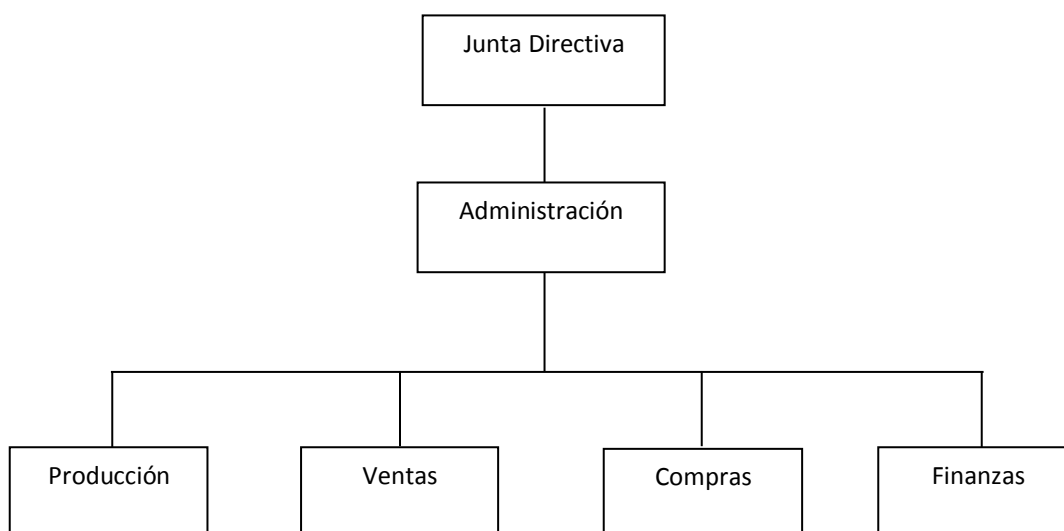 Junta Directiva
Administración
Producción
Ventas
Compras
Finanzas